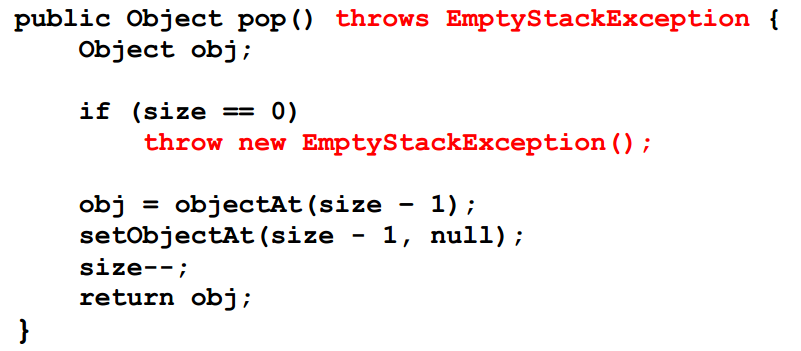 public Object pop() throws EmptyStackException {
    Object obj;

    if (size == 0)
        throw new EmptyStackException();

    obj = objectAt(size – 1);
    setObjectAt(size - 1, null);
    size--;
    return obj;
}